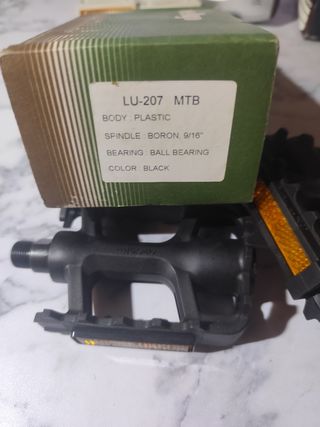 LU-207 MTB
BODY : PLASTIC
SPINDLE : BORON, 9/16"
BEARING : BALL BEARING
COLOR : BLACK